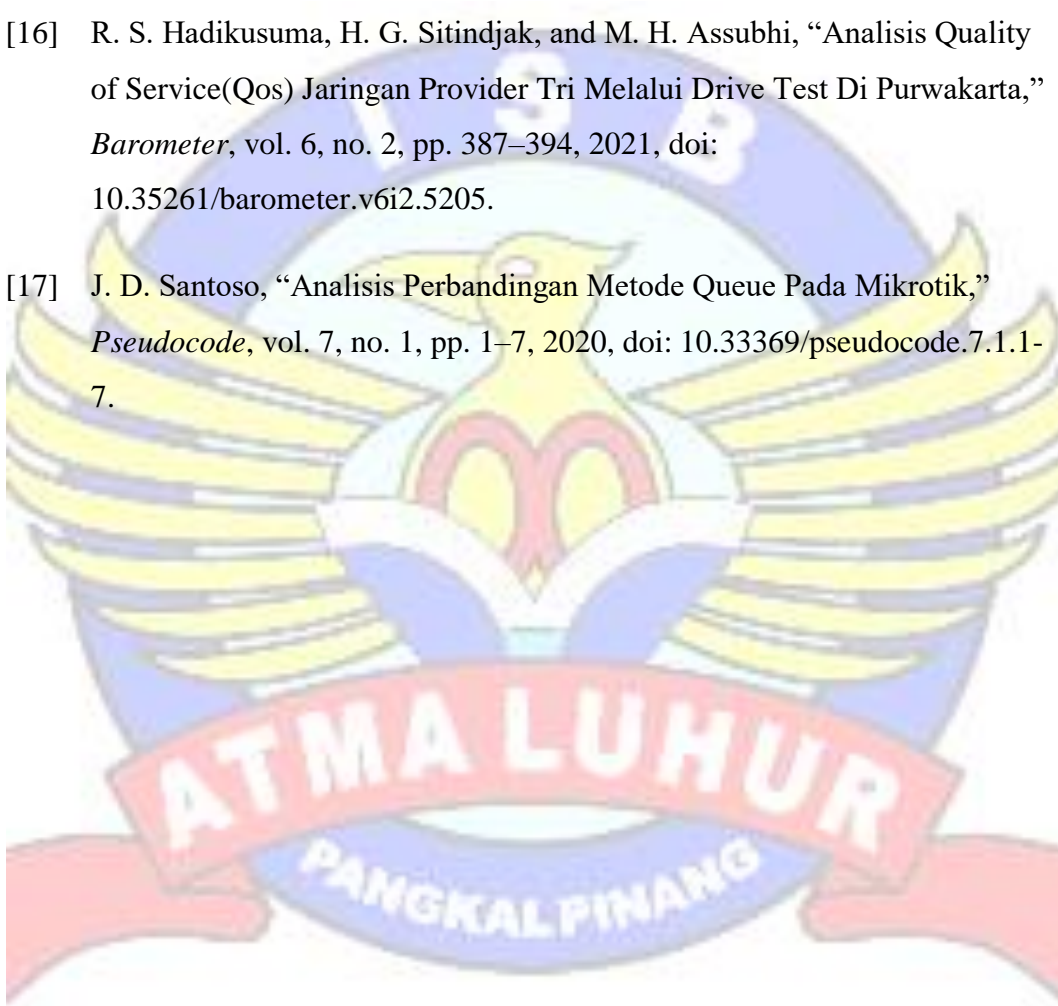 [16] R. S. Hadikusuma, H. G. Sitindjak, and M. H. Assubhi, “Analisis Quality
of Service(Qos) Jaringan Provider Tri Melalui Drive Test Di Purwakarta,”
Barometer, vol. 6, no. 2, pp. 387–394, 2021, doi:
10.35261/barometer.v6i2.5205.
[17] J. D. Santoso, “Analisis Perbandingan Metode Queue Pada Mikrotik,”
Pseudocode, vol. 7, no. 1, pp. 1–7, 2020, doi: 10.33369/pseudocode.7.1.1-
7.
I S B
ATMA LUHUR
PANGKALPINANG